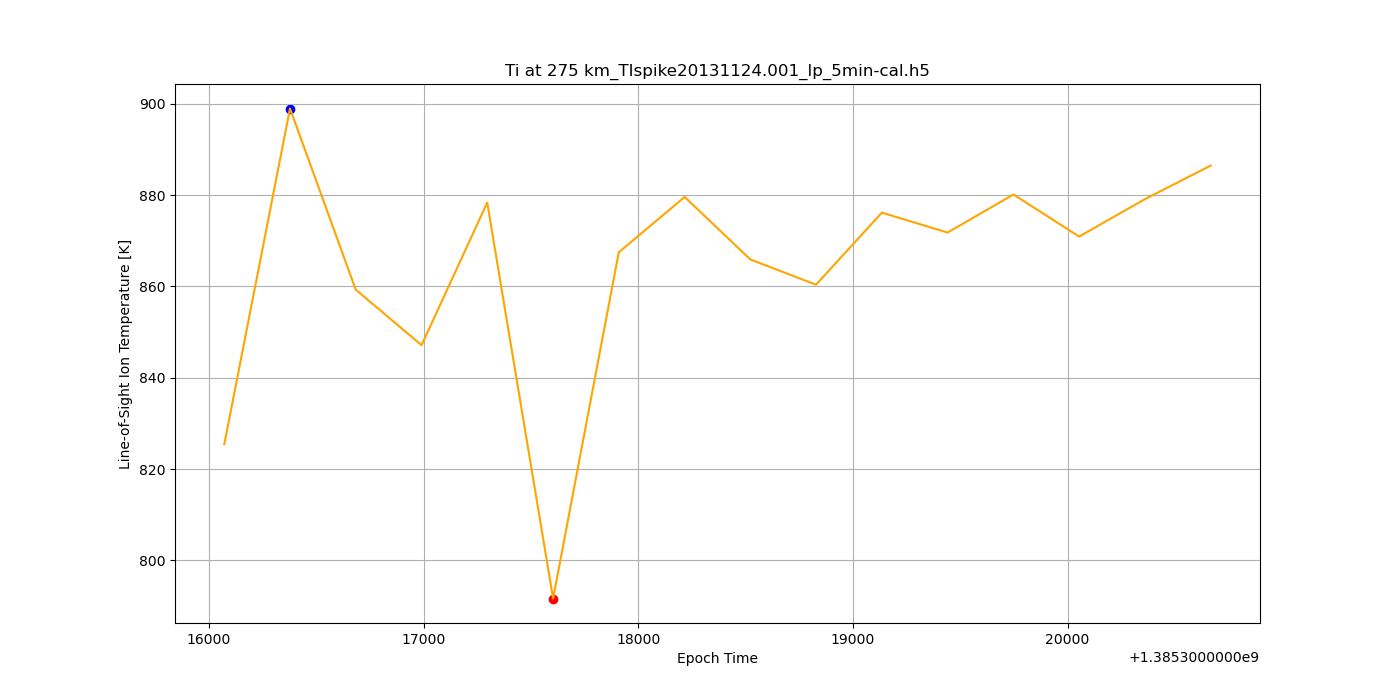 Ti at 275 km_TIspike20131124.001_lp_5min-cal.h5
900
880
860
840
820
800
Line-of-Sight Ion Temperature [K]
16000 17000 18000 19000 20000
Epoch Time
+1.3853000000e9